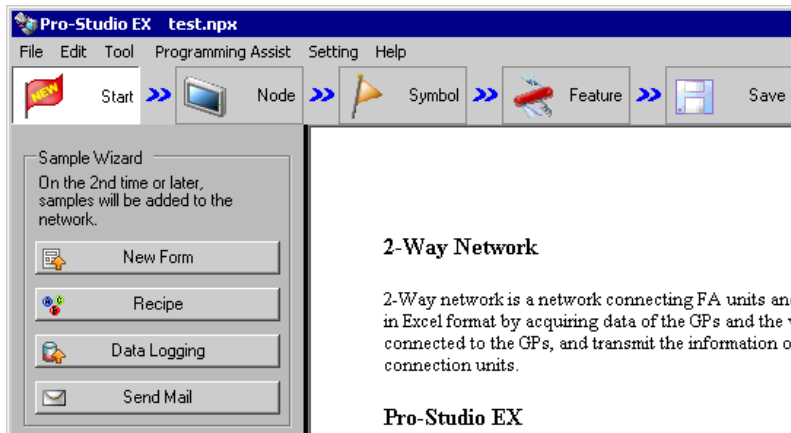 Pro-Studio EX test.npx
File Edit Tool Programming Assist Setting Help
NEW Start Node Symbol Feature Save
Sample Wizard
On the 2nd time or later,
samples will be added to the
network.
New Form
Recipe
Data Logging
Send Mail
2-Way Network
2-Way network is a network connecting FA units an
in Excel format by acquiring data of the GPs and the
connected to the GPs, and transmit the information o
connection units.
Pro-Studio EX